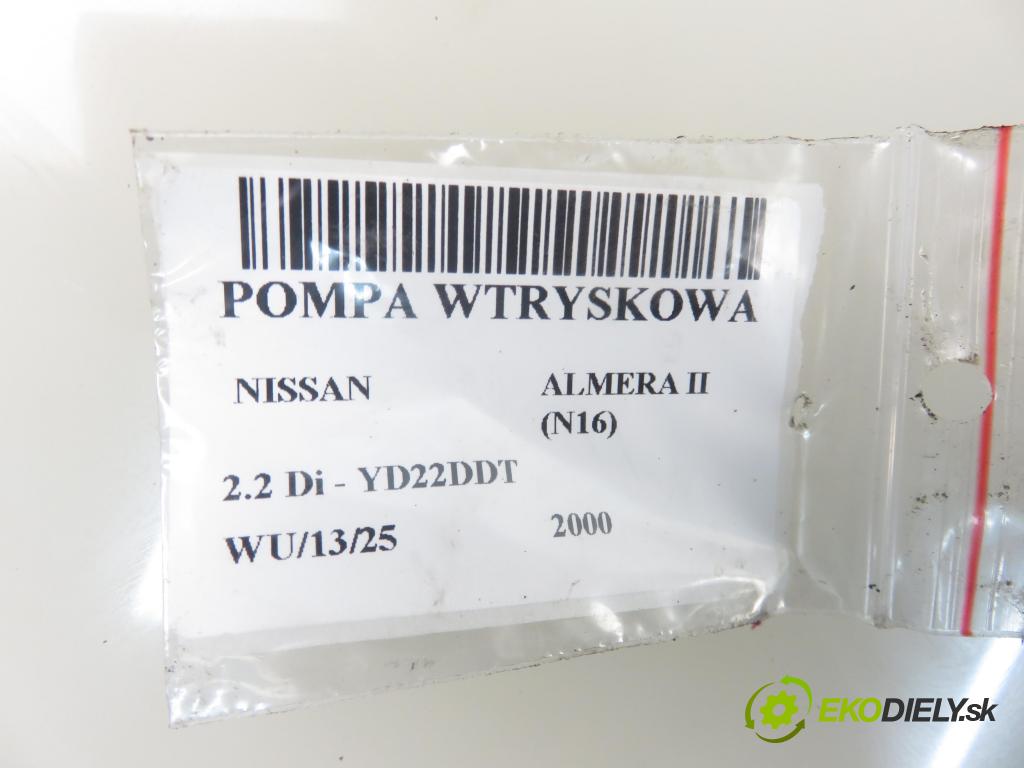 POMPA WTRYSKOWA
NISSAN
ALMERA II
(N16)
2.2 Di - YD22DDT
WU/13/25
2000
EKODIELY.sk